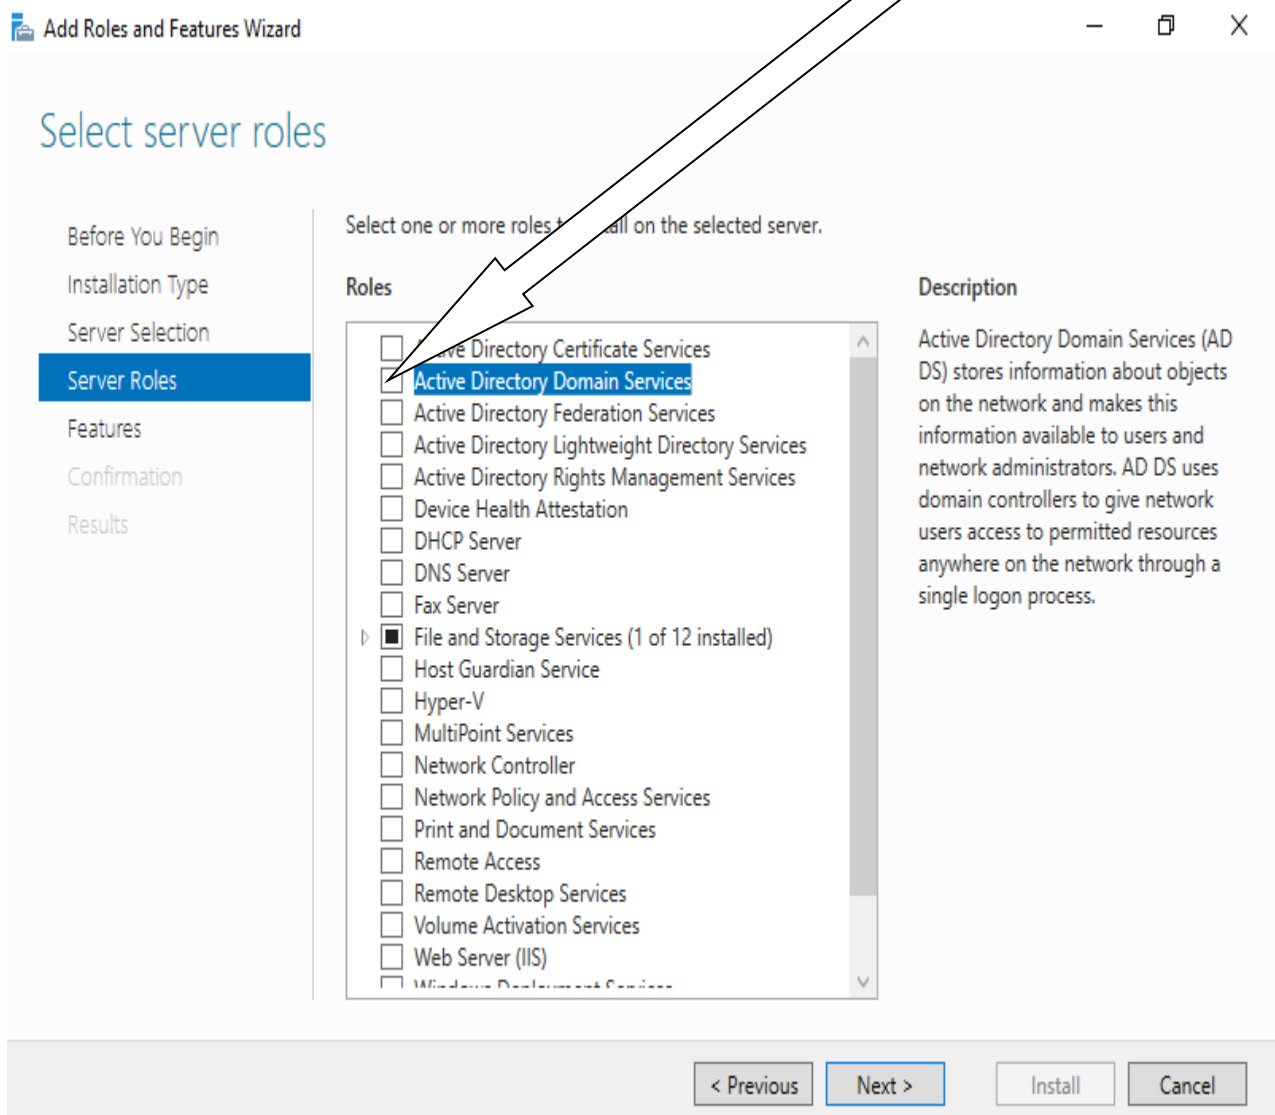 Add Roles and Features Wizard
Select server roles
Before You Begin
Installation Type
Server Selection
Server Roles
Features
Confirmation
Results
Select one or more roles on the selected server.
Roles
Directory Certificate Services
Active Directory Domain Services
Active Directory Federation Services
Active Directory Lightweight Directory Services
Active Directory Rights Management Services
Device Health Attestation
DHCP Server
DNS Server
Fax Server
File and Storage Services (1 of 12 installed)
Host Guardian Service
Hyper-V
MultiPoint Services
Network Controller
Network Policy and Access Services
Print and Document Services
Remote Access
Remote Desktop Services
Volume Activation Services
Web Server (IIS)
Windows Deployment Services
Description
Active Directory Domain Services (AD
DS) stores information about objects
on the network and makes this
information available to users and
network administrators. AD DS uses
domain controllers to give network
users access to permitted resources
anywhere on the network through a
single logon process.
< Previous
Next >
Install
Cancel